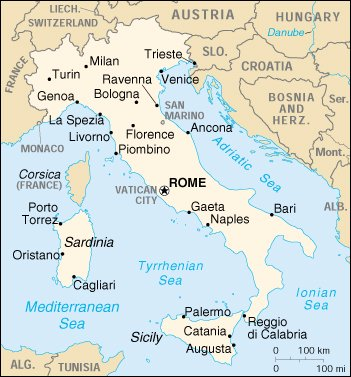 LIECH.
SWITZERLAND
AUSTRIA
HUNGARY
Danube
SLO.
CROATIA
FRANCE
Milan
Trieste
Turin
Venice
Ravenna
Genoa
Bologna
BOSNIA
AND
HERZ.
Ser.
SAN
MARINO
La Spezia
Florence
Ancona
Livorno
MONACO
Piombino
Adriatic Sea
Mont.
Corsica
(FRANCE)
VATICAN
CITY
ROME
ALB.
Porto
Torrez
Gaeta
Naples
Bari
Sardinia
Oristano
Tyrrhenian
Sea
Cagliari
Mediterranean
Sea
Ionian
Sea
Palermo
Reggio
di Calabria
Sicily
Catania
Augusta
ALG.
TUNISIA
0 100 km
0 100 mi